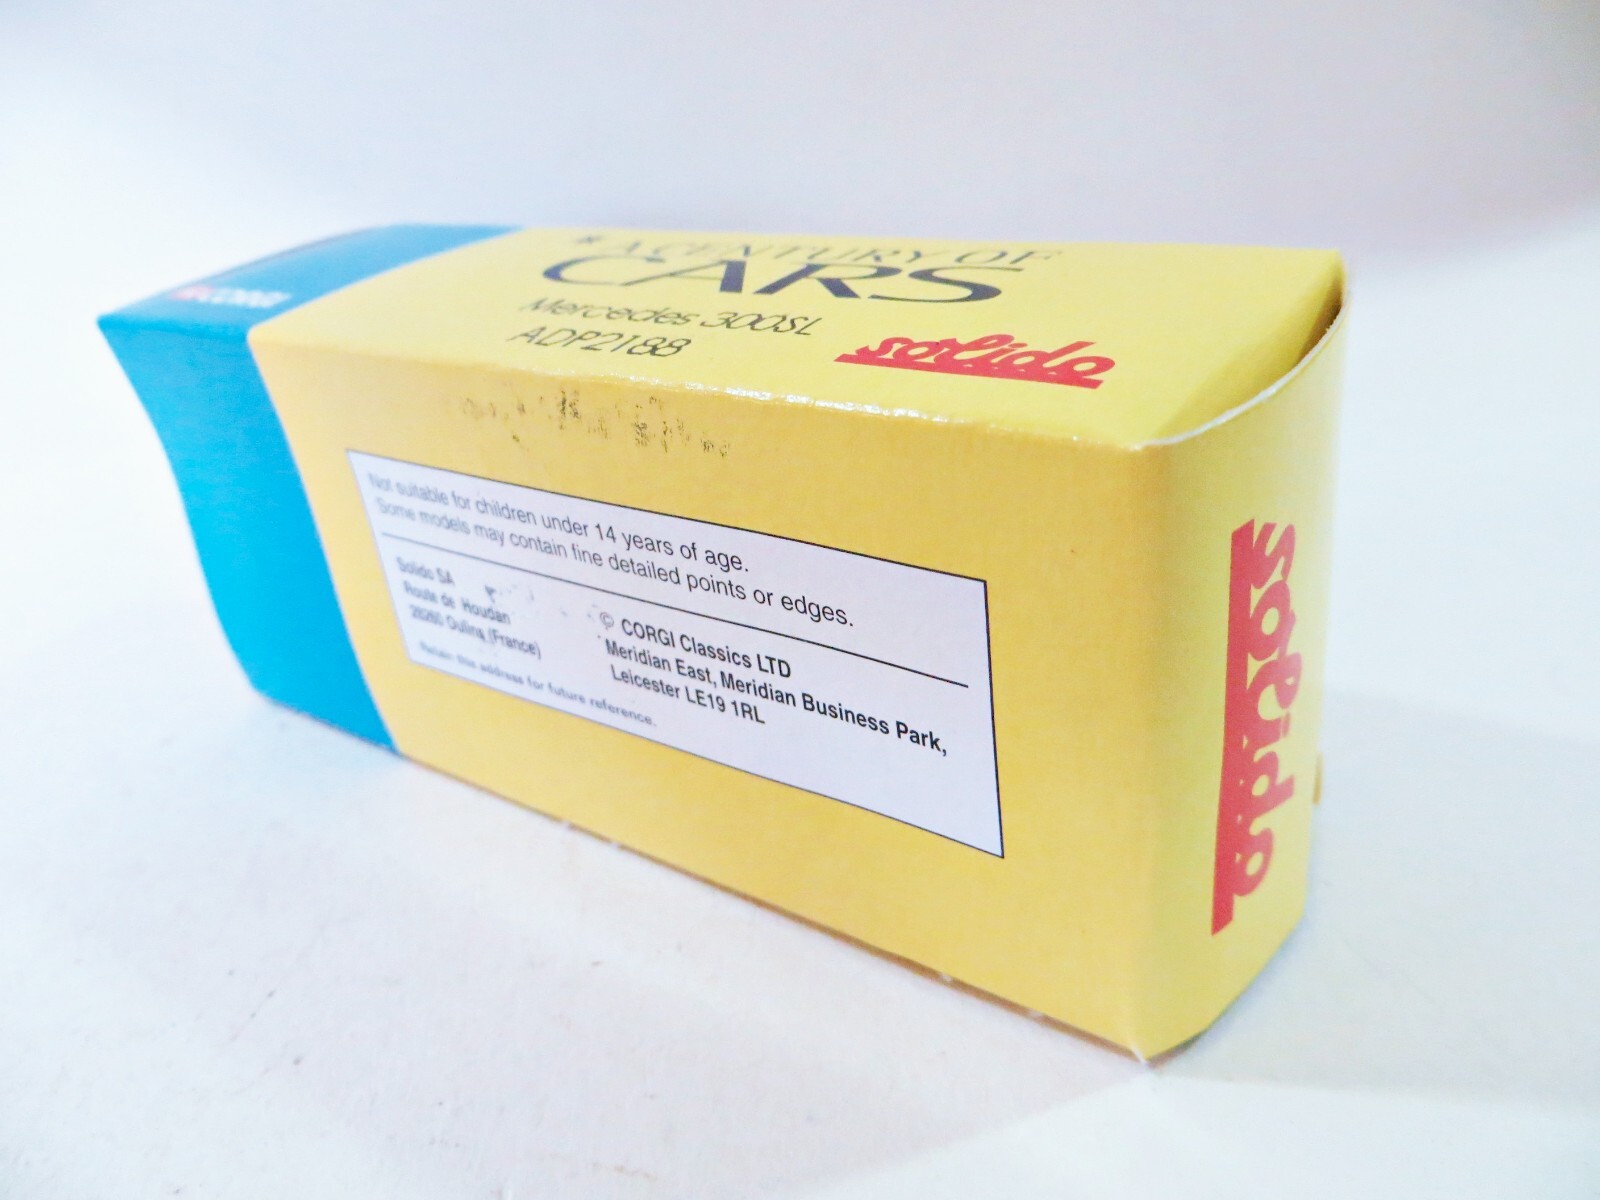 CORGI
A CENTURY OF
CARS
Mercedes 300SL
ADP2188
solido
Not suitable for children under 14 years of age.
Some models may contain fine detailed points or edges.
Solido SA
Route de Houdan
(France)
© CORGI Classics LTD
Meridian East, Meridian Business Park,
Leicester LE19 1RL
Retain this address for future reference.
solido